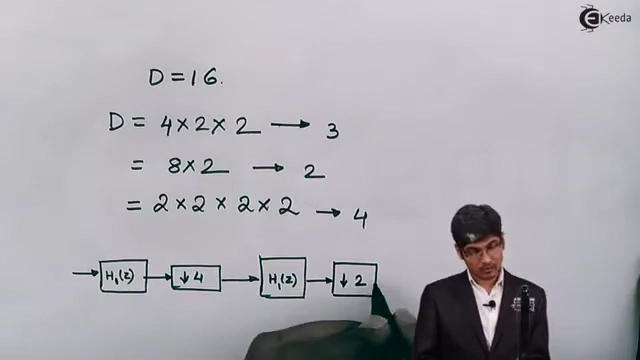 Ekeeda
D = 16.
D = 4 × 2 × 2 → 3
= 8 × 2 → 2
= 2 × 2 × 2 × 2 → 4
→ H₁(z) → ↓ 4 → H₁(z) → ↓ 2